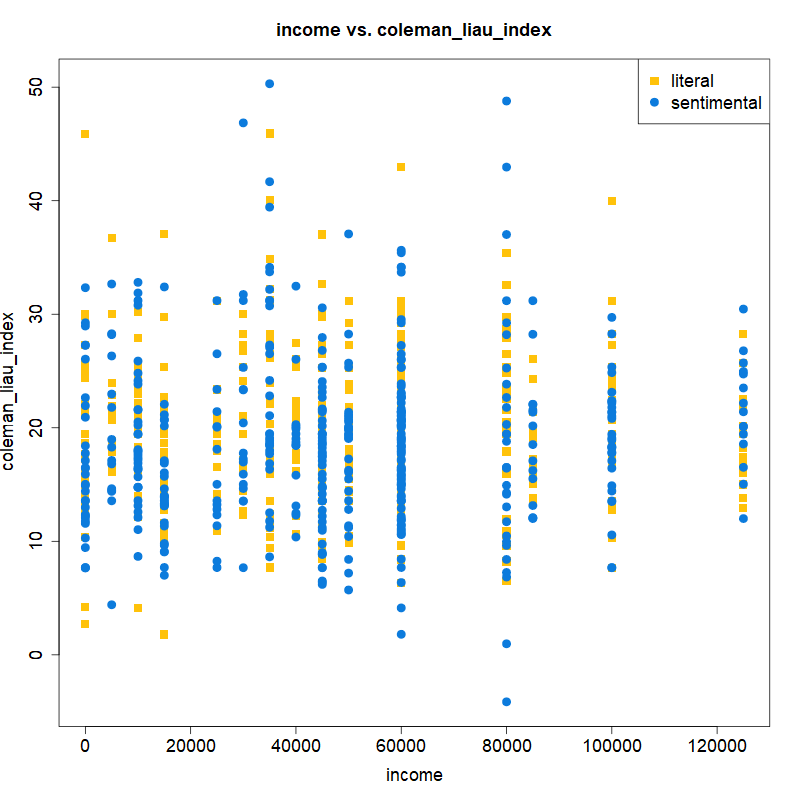 income vs. coleman_liau_index
literal
sentimental
50
40
30
20
10
0
coleman_liau_index
0
20000
40000
60000
80000
100000
120000
income